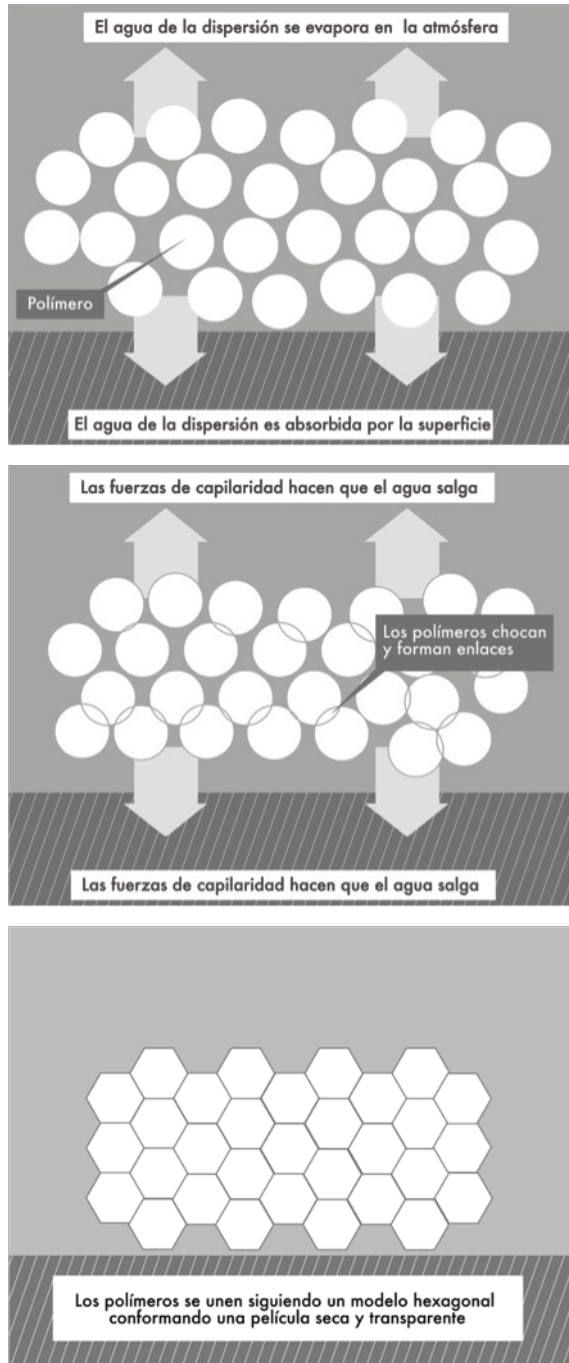 El agua de la dispersión se evapora en la atmósfera
Polímero
El agua de la dispersión es absorbida por la superficie
Las fuerzas de capilaridad hacen que el agua salga
Los polímeros chocan
y forman enlaces
Las fuerzas de capilaridad hacen que el agua salga
Los polímeros se unen siguiendo un modelo hexagonal
conformando una película seca y transparente